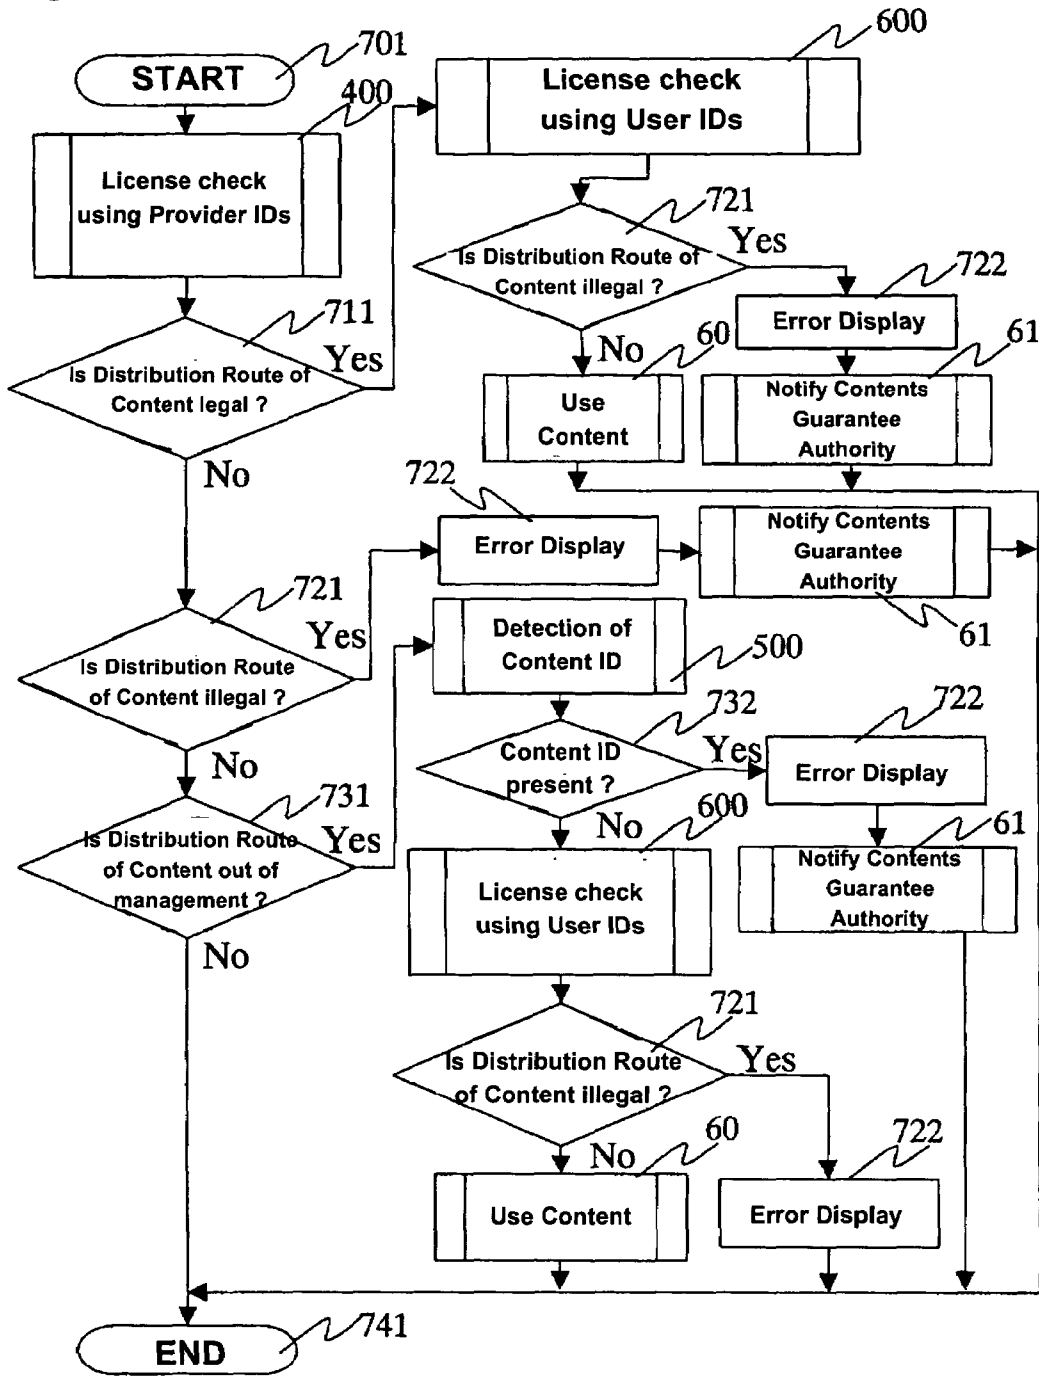 701
START
400
License check
using Provider IDs
600
License check
using User IDs
711
Is Distribution Route of
Content legal ?
Yes
No
721
Is Distribution Route of
Content illegal ?
Yes
No
722
Error Display
60
Use
Content
61
Notify Contents
Guarantee
Authority
721
Is Distribution Route
of Content illegal ?
Yes
No
722
Error Display
Notify Contents
Guarantee
Authority
61
731
Is Distribution Route
of Content out of
management ?
Yes
No
Detection of
Content ID
500
732
Content ID
present ?
Yes
No
722
Error Display
61
Notify Contents
Guarantee
Authority
600
License check
using User IDs
721
Is Distribution Route
of Content illegal ?
Yes
No
60
Use Content
722
Error Display
741
END